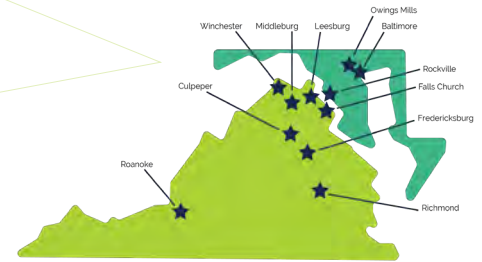 Owings Mills
Winchester
Middleburg
Leesburg
Baltimore
Rockville
Culpeper
Falls Church
Fredericksburg
Roanoke
Richmond